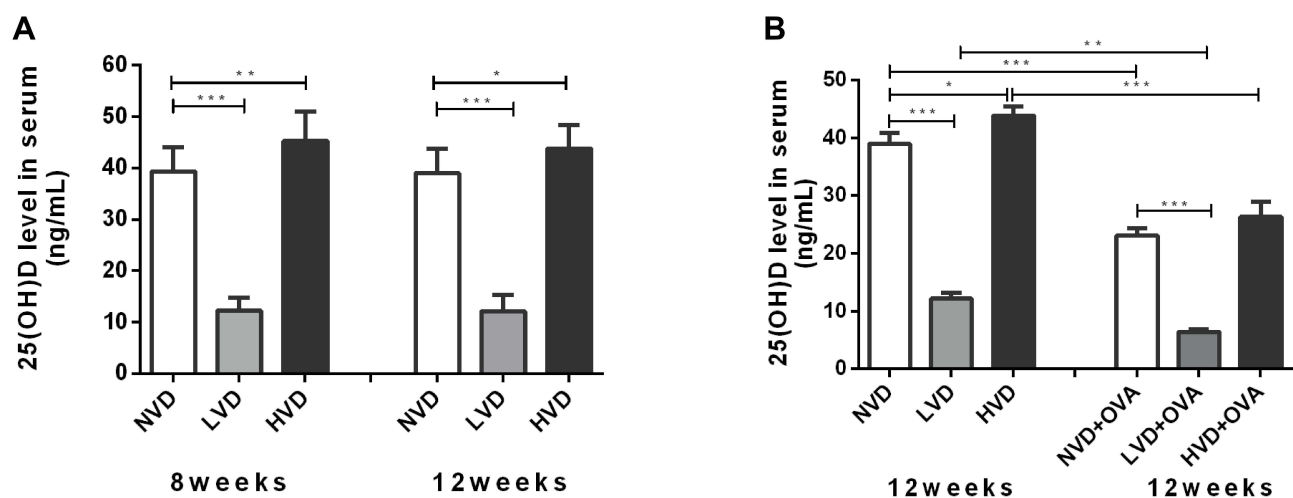 A
25(OH)D level in serum
(ng/mL)
60
50
40
30
20
10
0
**
***
*
***
NVD
LVD
HVD
NVD
LVD
HVD
8weeks
12weeks
B
25(OH)D level in serum
(ng/mL)
50
40
30
20
10
0
**
***
*
***
***
***
NVD
LVD
HVD
NVD+OVA
LVD+OVA
HVD+OVA
12weeks
12weeks